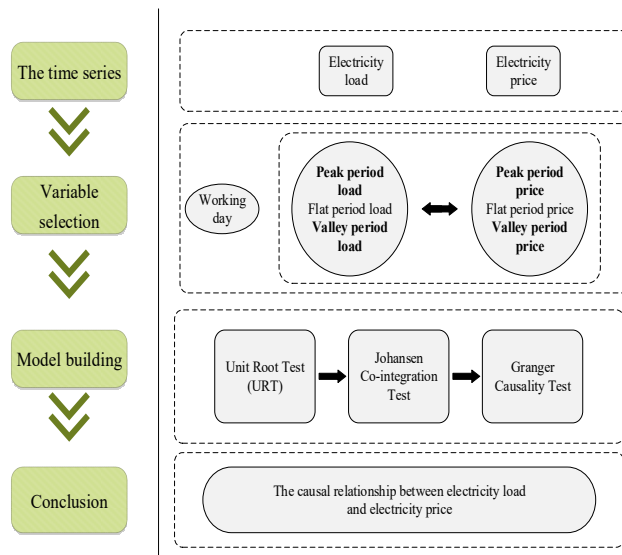 The time series
Electricity
load
Electricity
price
Variable
selection
Working
day
Peak period
load
Flat period load
Valley period
load
Peak period
price
Flat period price
Valley period
price
Model building
Unit Root Test
(URT)
Johansen
Co-integration
Test
Granger
Causality Test
Conclusion
The causal relationship between electricity load
and electricity price